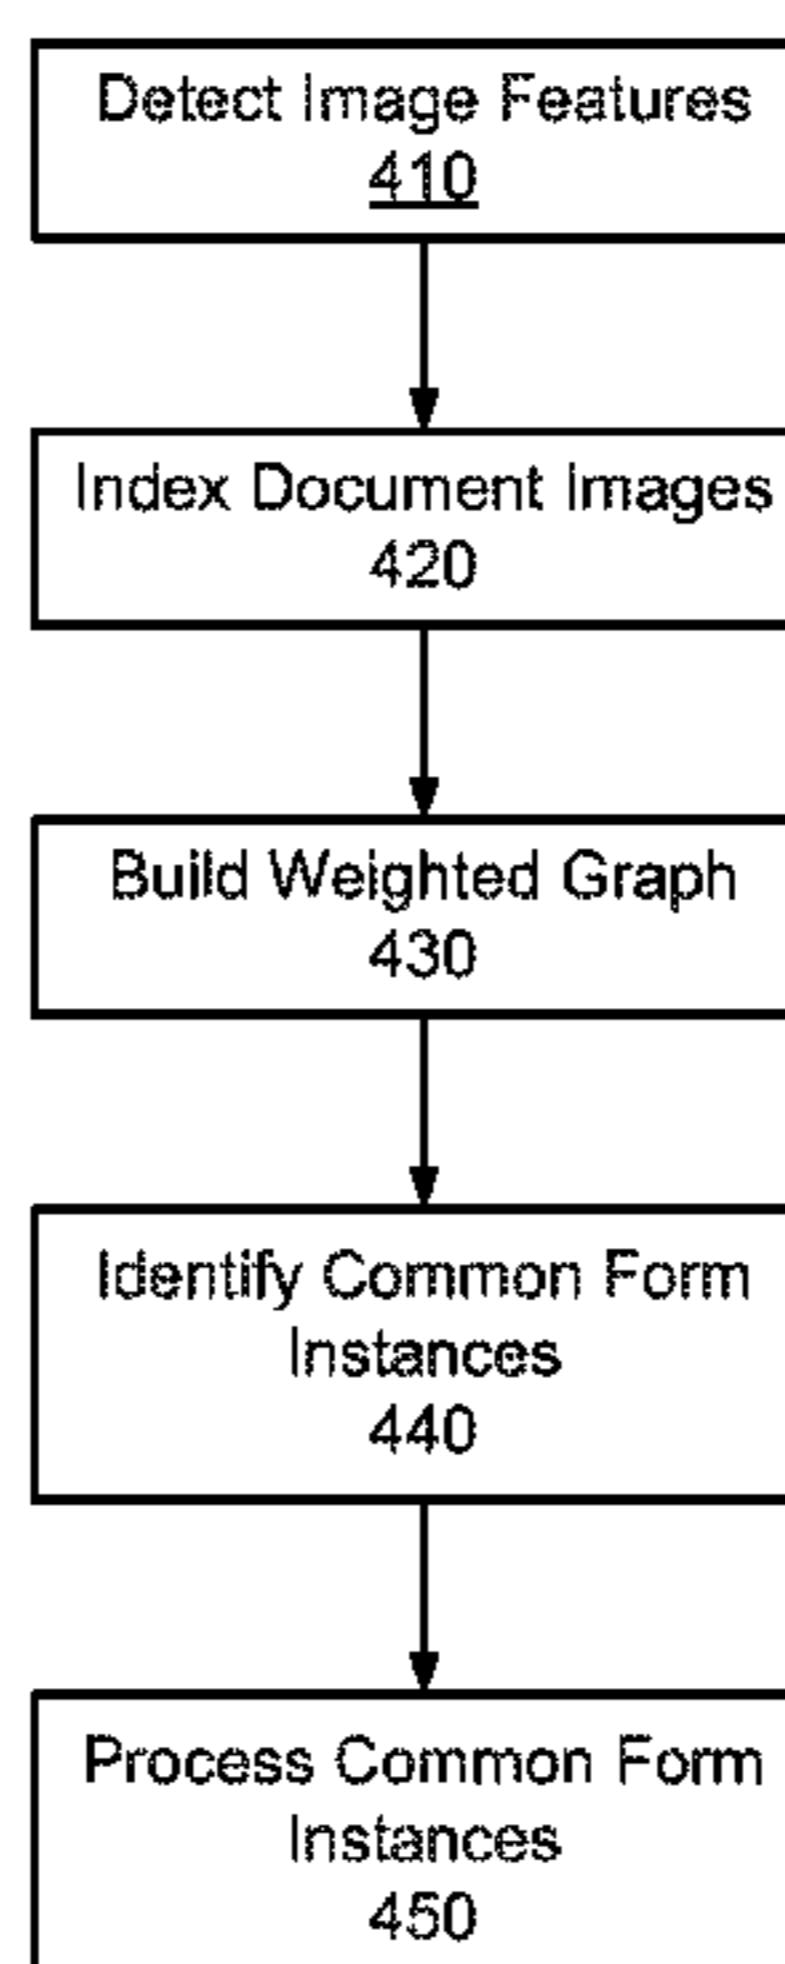 Detect Image Features
410
Index Document Images
420
Build Weighted Graph
430
Identify Common Form
Instances
440
Process Common Form
Instances
450